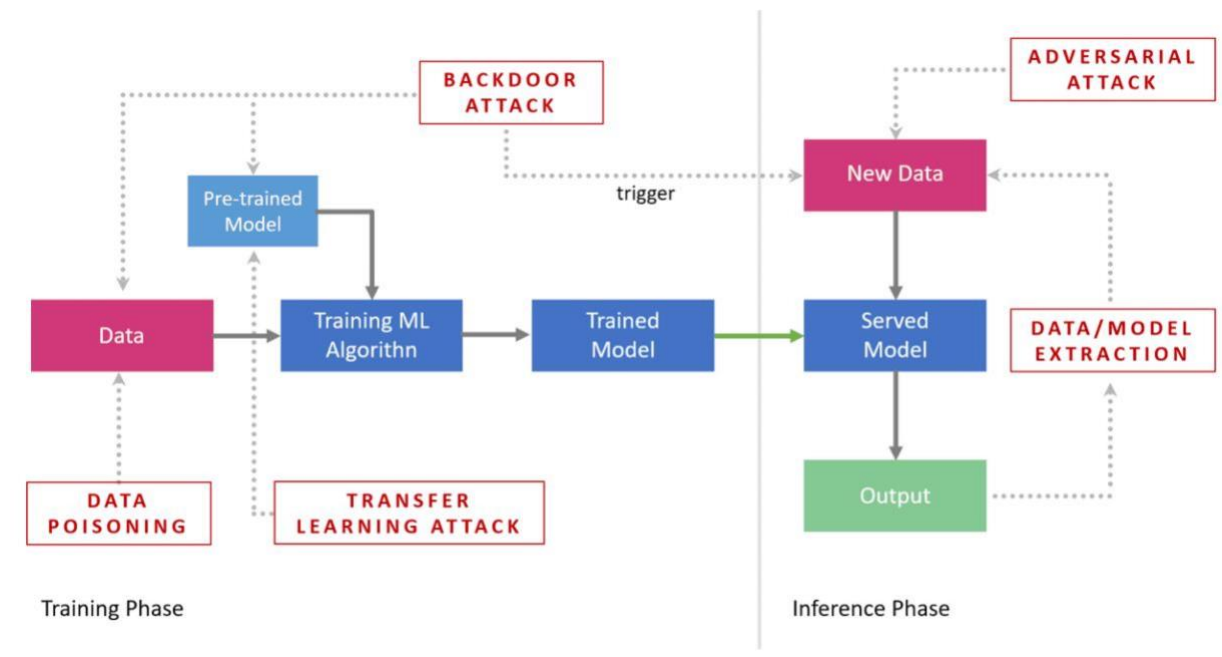 BACKDOOR
ATTACK
ADVERSARIAL
ATTACK
Pre-trained
Model
trigger
New Data
Data
Training ML
Algorithn
Trained
Model
Served
Model
DATA/MODEL
EXTRACTION
DATA
POISONING
TRANSFER
LEARNING ATTACK
Output
Training Phase
Inference Phase